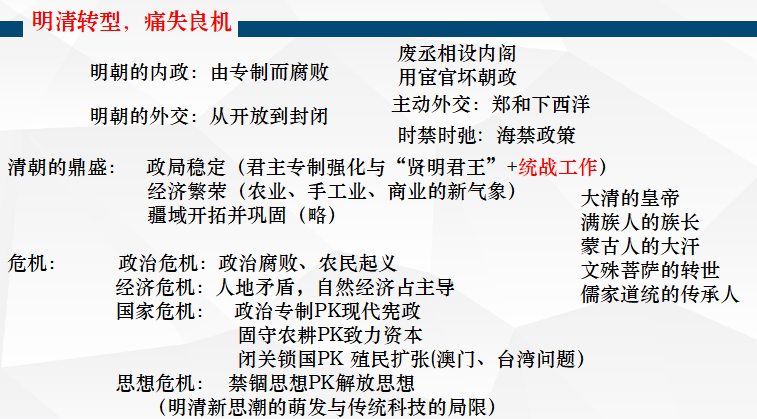 明清转型，痛失良机
明朝的内政：由专制而腐败
废丞相设内阁
用宦官坏朝政
明朝的外交：从开放到封闭
主动外交：郑和下西洋
时禁时弛：海禁政策
清朝的鼎盛： 政局稳定（君主专制强化与“贤明君王”+统战工作）
经济繁荣（农业、手工业、商业的新气象）
疆域开拓并巩固（略）
大清的皇帝
满族人的族长
蒙古人的大汗
文殊菩萨的转世
儒家道统的传承人
危机： 政治危机：政治腐败、农民起义
经济危机：人地矛盾，自然经济占主导
国家危机： 政治专制PK现代宪政
固守农耕PK致力资本
闭关锁国PK 殖民扩张(澳门、台湾问题）
思想危机： 禁锢思想PK解放思想
（明清新思潮的萌发与传统科技的局限）